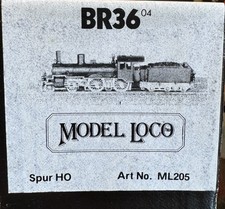 BR36 04
MODEL LOCO
Spur HO Art No. ML205